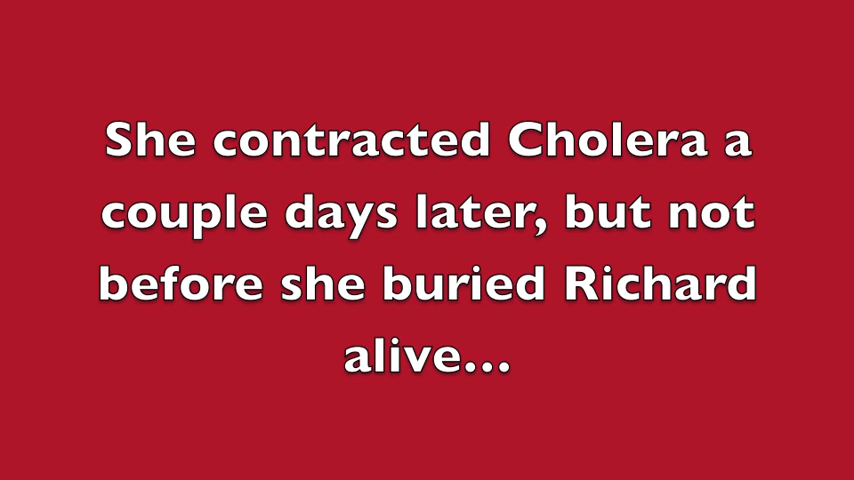 She contracted Cholera a
couple days later, but not
before she buried Richard
alive...